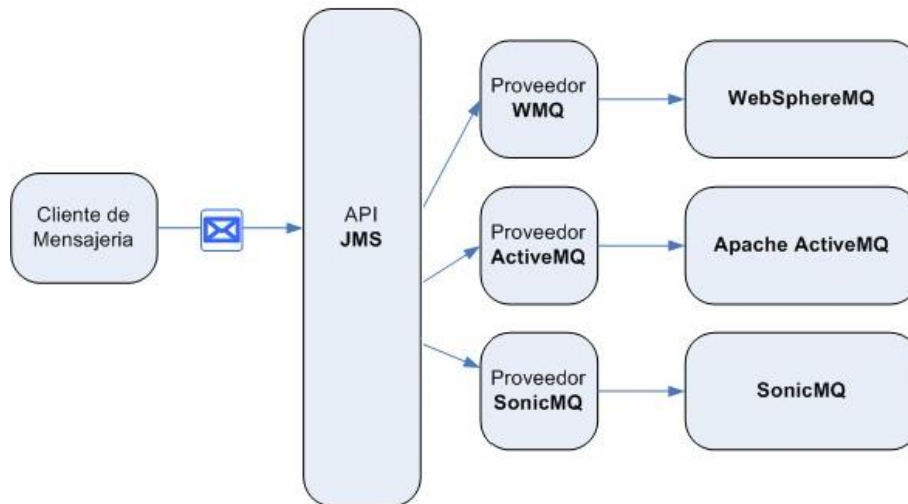 Cliente de
Mensajeria
API
JMS
Proveedor
WMQ
WebSphereMQ
Proveedor
ActiveMQ
Apache ActiveMQ
Proveedor
SonicMQ
SonicMQ